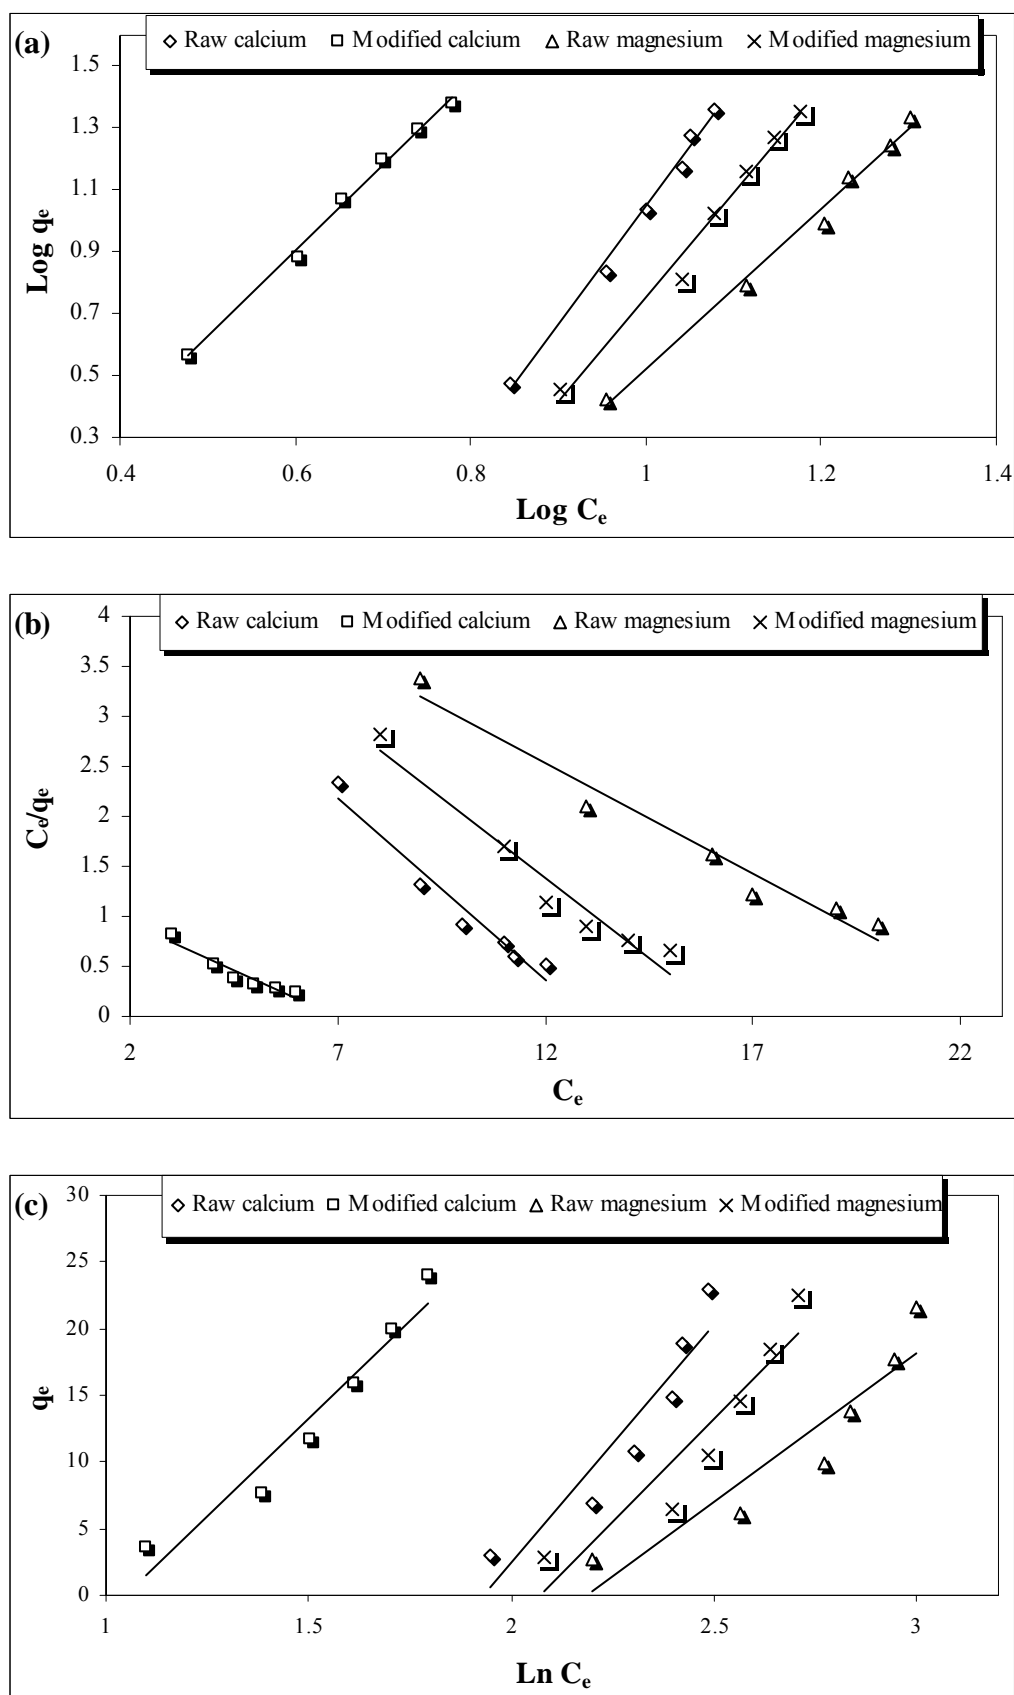 (a)
Raw calcium Modified calcium Raw magnesium Modified magnesium
1.5
1.3
1.1
0.9
0.7
0.5
0.3
Log qe
0.4 0.6 0.8 1 1.2 1.4
Log Ce
(b)
Raw calcium Modified calcium Raw magnesium Modified magnesium
4
3.5
3
2.5
2
1.5
1
0.5
0
Ce/qe
2 7 12 17 22
Ce
(c)
Raw calcium Modified calcium Raw magnesium Modified magnesium
30
25
20
15
10
5
0
qe
1 1.5 2 2.5 3
Ln Ce